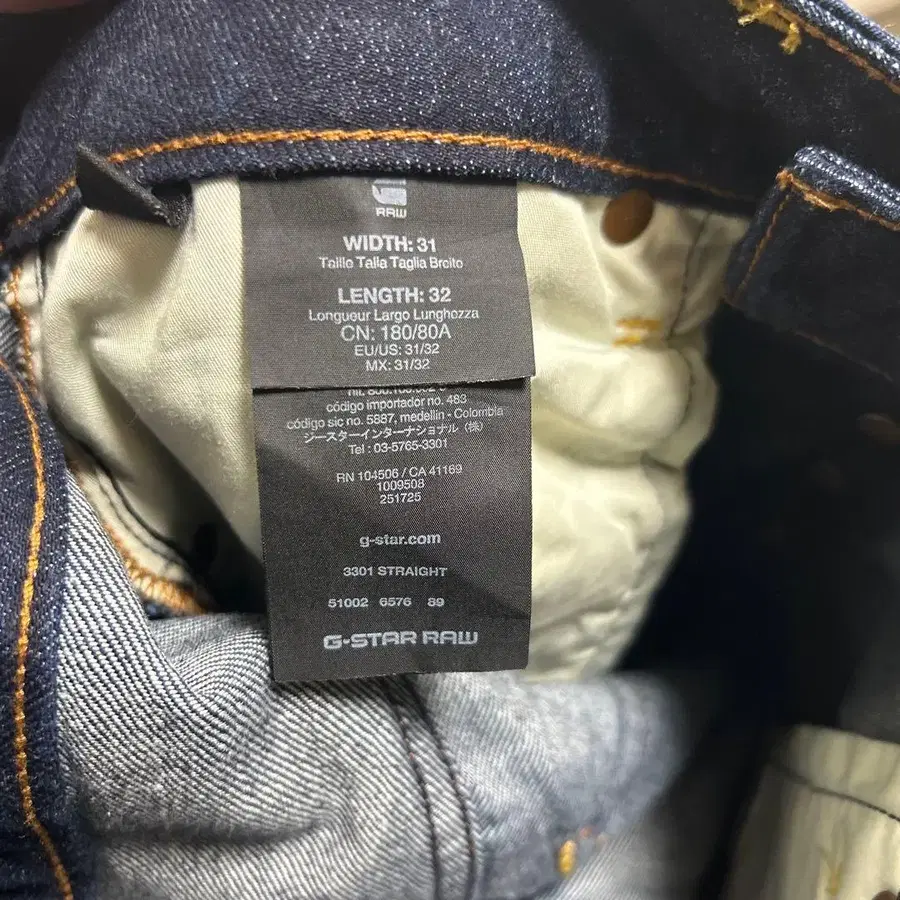 RAW
WIDTH: 31
Taille Talla Taglia Breite
LENGTH: 32
Longueur Largo Lunghezza
CN: 180/80A
EU/US: 31/32
MX: 31/32
código importador no. 483
código sic no. 5887, medellin - Colombia
ジースターインターナショナル (株)
Tel : 03-5765-3301
RN 104506 / CA 41169
1009508
251725
g-star.com
3301 STRAIGHT
51002 6576 89
G-STAR RAW